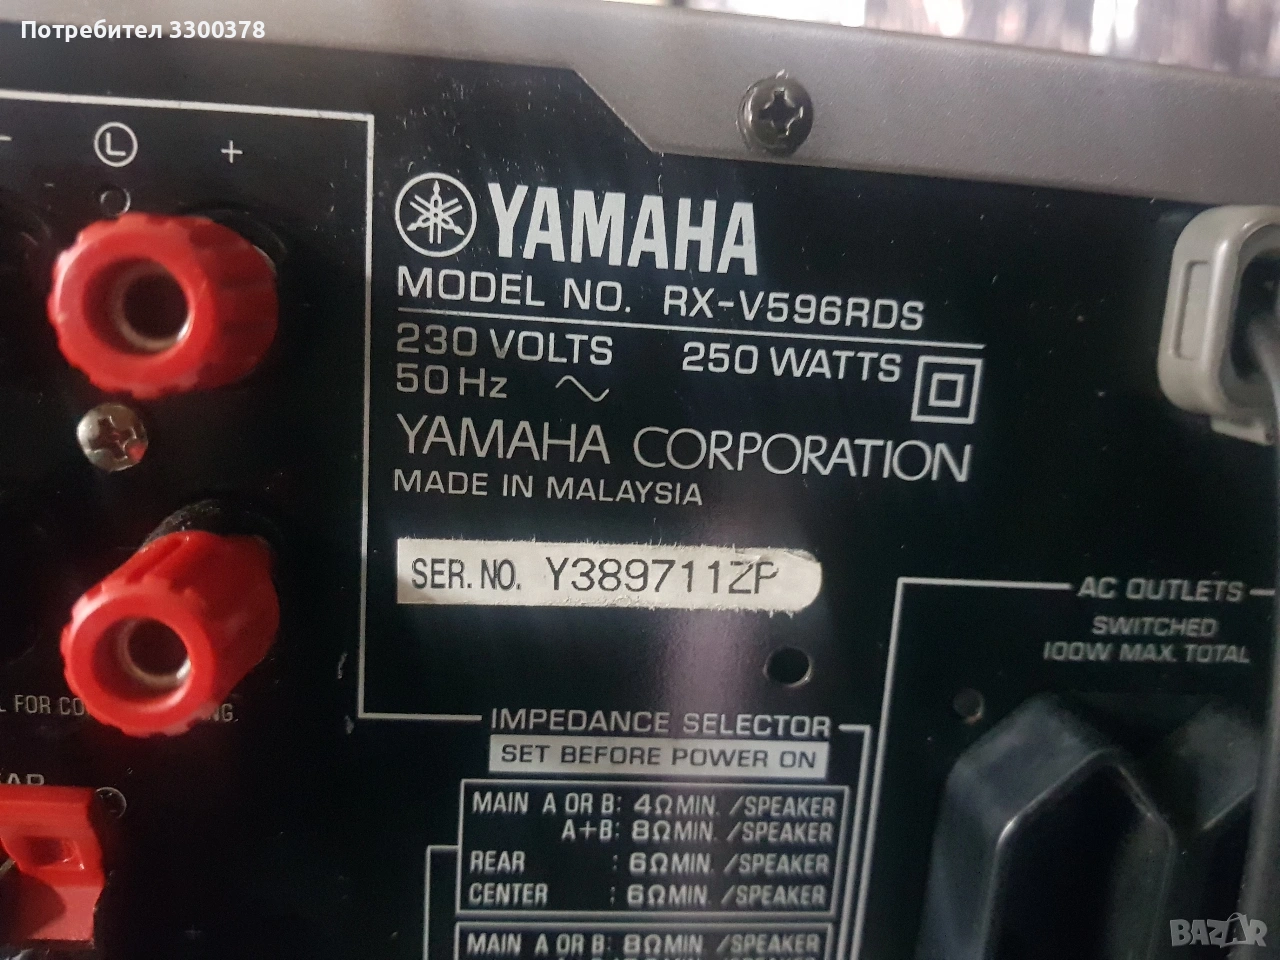 Потребител 3300378
- L +
YAMAHA
MODEL NO. RX-V596RDS
230 VOLTS 250 WATTS
50 Hz
YAMAHA CORPORATION
MADE IN MALAYSIA
SER. NO. Y389711ZP
AC OUTLETS
SWITCHED
100W MAX. TOTAL
FOR
IMPEDANCE SELECTOR
SET BEFORE POWER ON
MAIN A OR B: 4ΩMIN. /SPEAKER
A+B: 8ΩMIN. /SPEAKER
REAR : 6ΩMIN. /SPEAKER
CENTER : 6ΩMIN. /SPEAKER
MAIN A OR B: 8ΩMIN. /SPEAKER
BAZAR